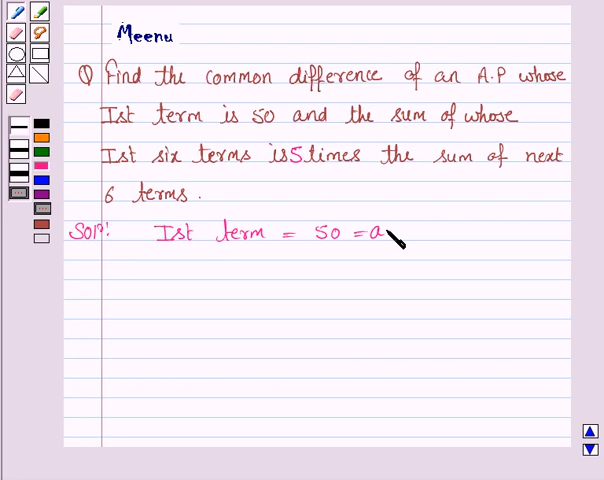 Meenu
Q Find the common difference of an A.P whose
Ist term is 50 and the sum of whose
Ist six terms is 5 times the sum of next
6 terms.
Solⁿ: Ist term = 50 = a